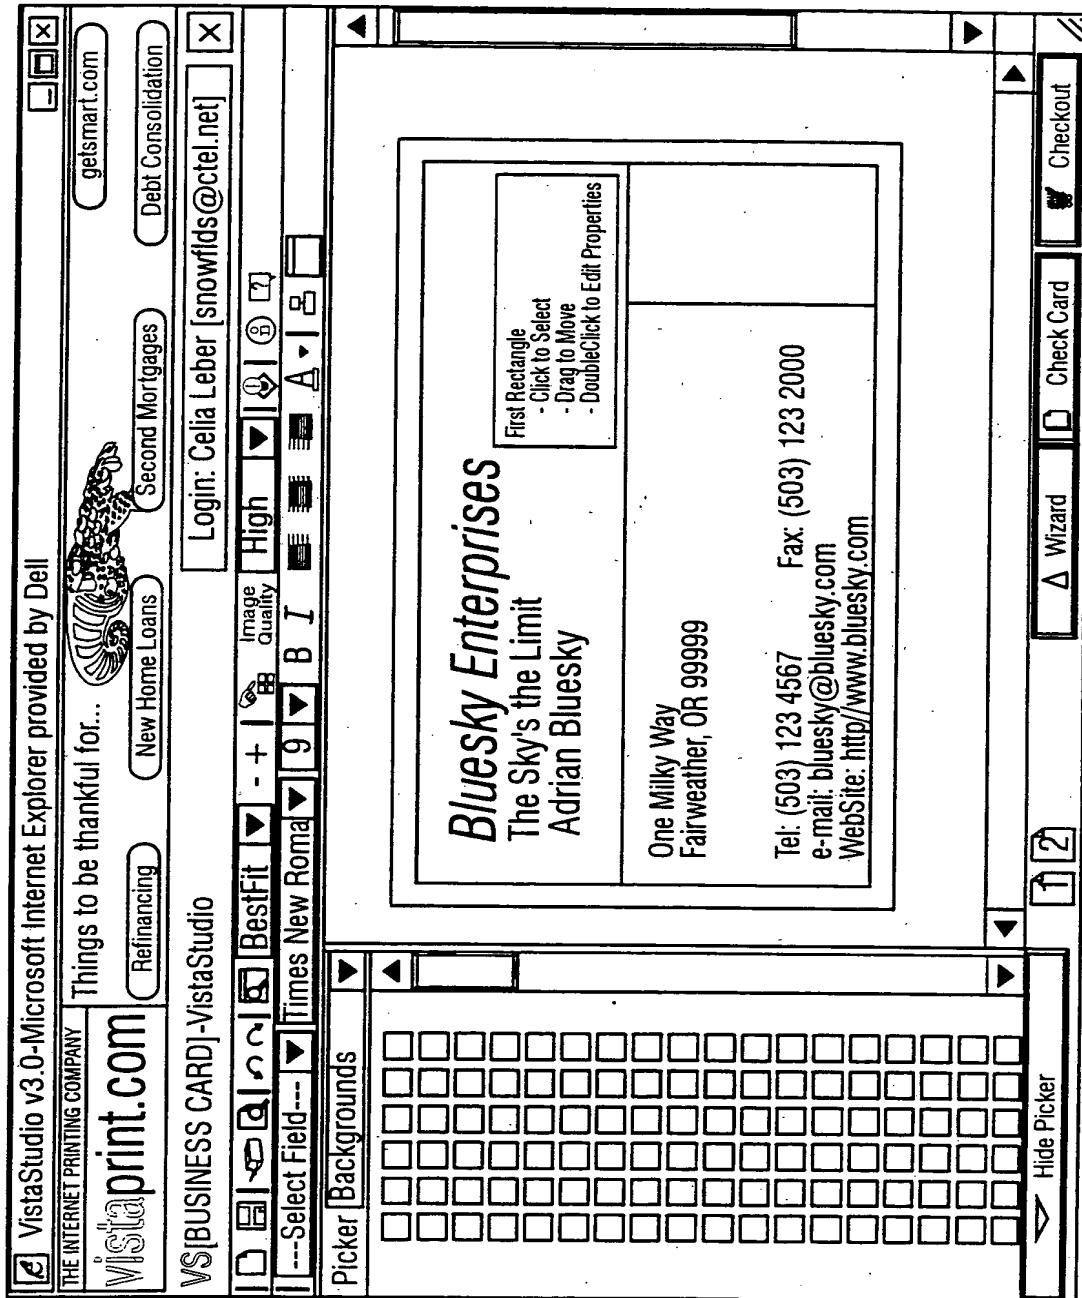 VistaStudio v3.0-Microsoft Internet Explorer provided by Dell
THE INTERNET PRINTING COMPANY
vistaprint.com
Things to be thankful for...
getsmart.com
Refinancing
New Home Loans
Second Mortgages
Debt Consolidation
VS[BUSINESS CARD]-VistaStudio
Login: Celia Leber [snowflds@ctel.net]
BestFit
- +
Image
Quality
High
---Select Field---
Times New Roma
9
B I
A
Picker
Backgrounds
Bluesky Enterprises
The Sky's the Limit
Adrian Bluesky
First Rectangle
- Click to Select
- Drag to Move
- DoubleClick to Edit Properties
One Milky Way
Fairweather, OR 99999
Tel: (503) 123 4567 Fax: (503) 123 2000
e-mail: bluesky@bluesky.com
WebSite: http//www.bluesky.com
Hide Picker
1 2
Wizard
Check Card
Checkout